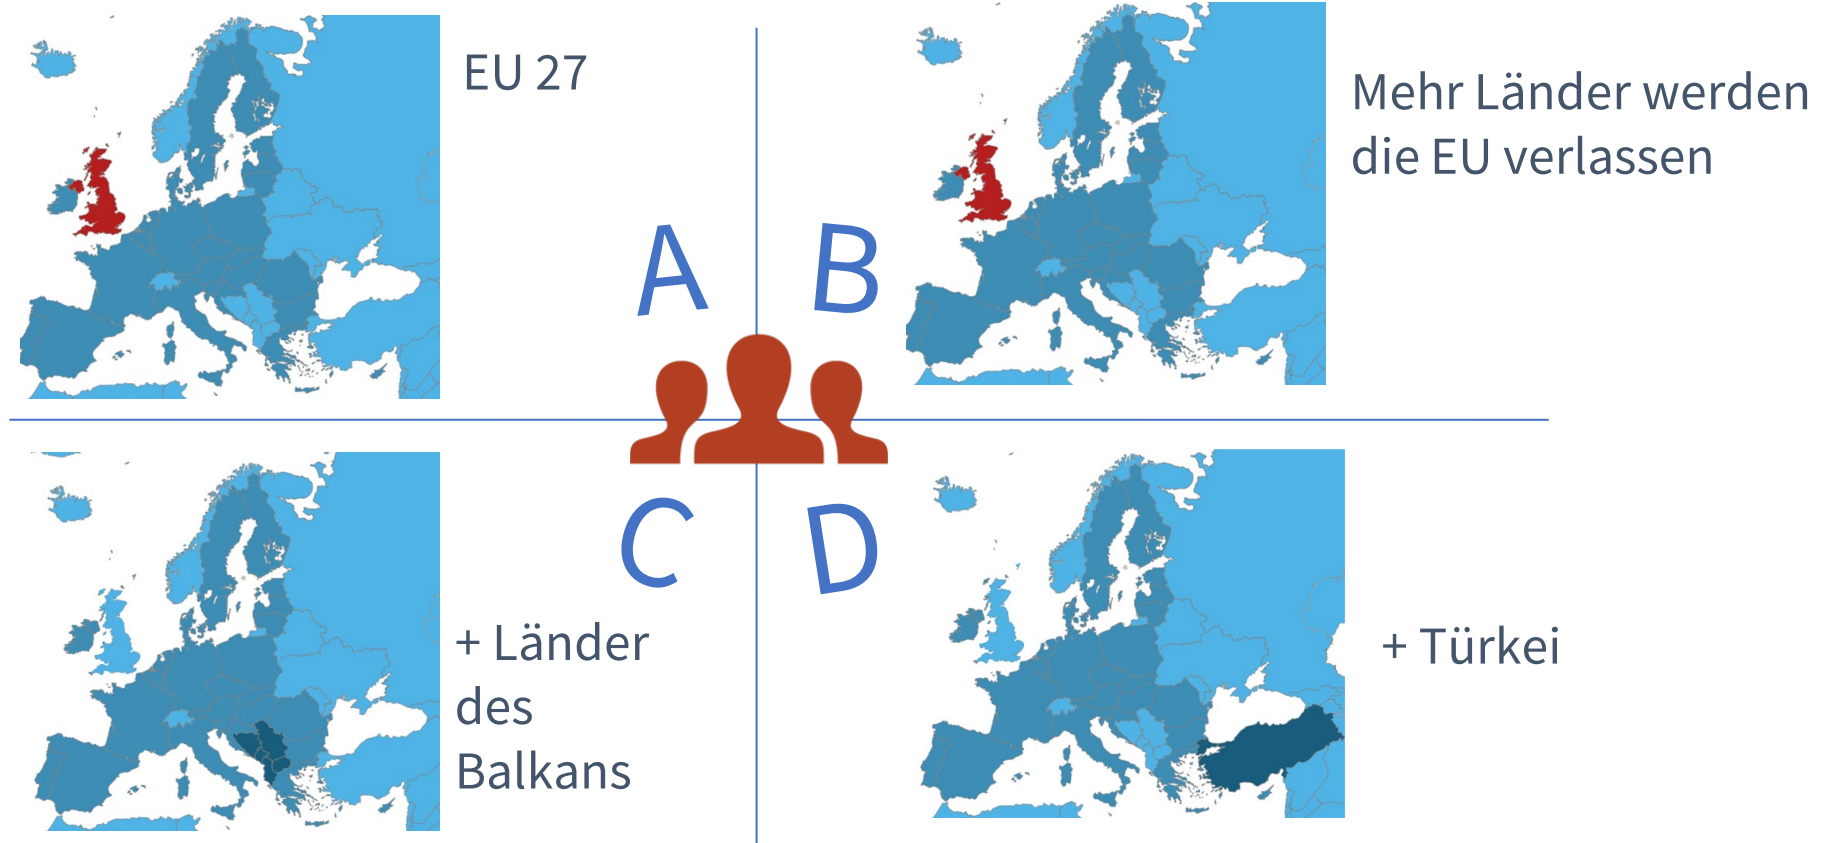 EU 27
A
B
Mehr Länder werden
die EU verlassen
C
D
+ Länder
des
Balkans
+ Türkei